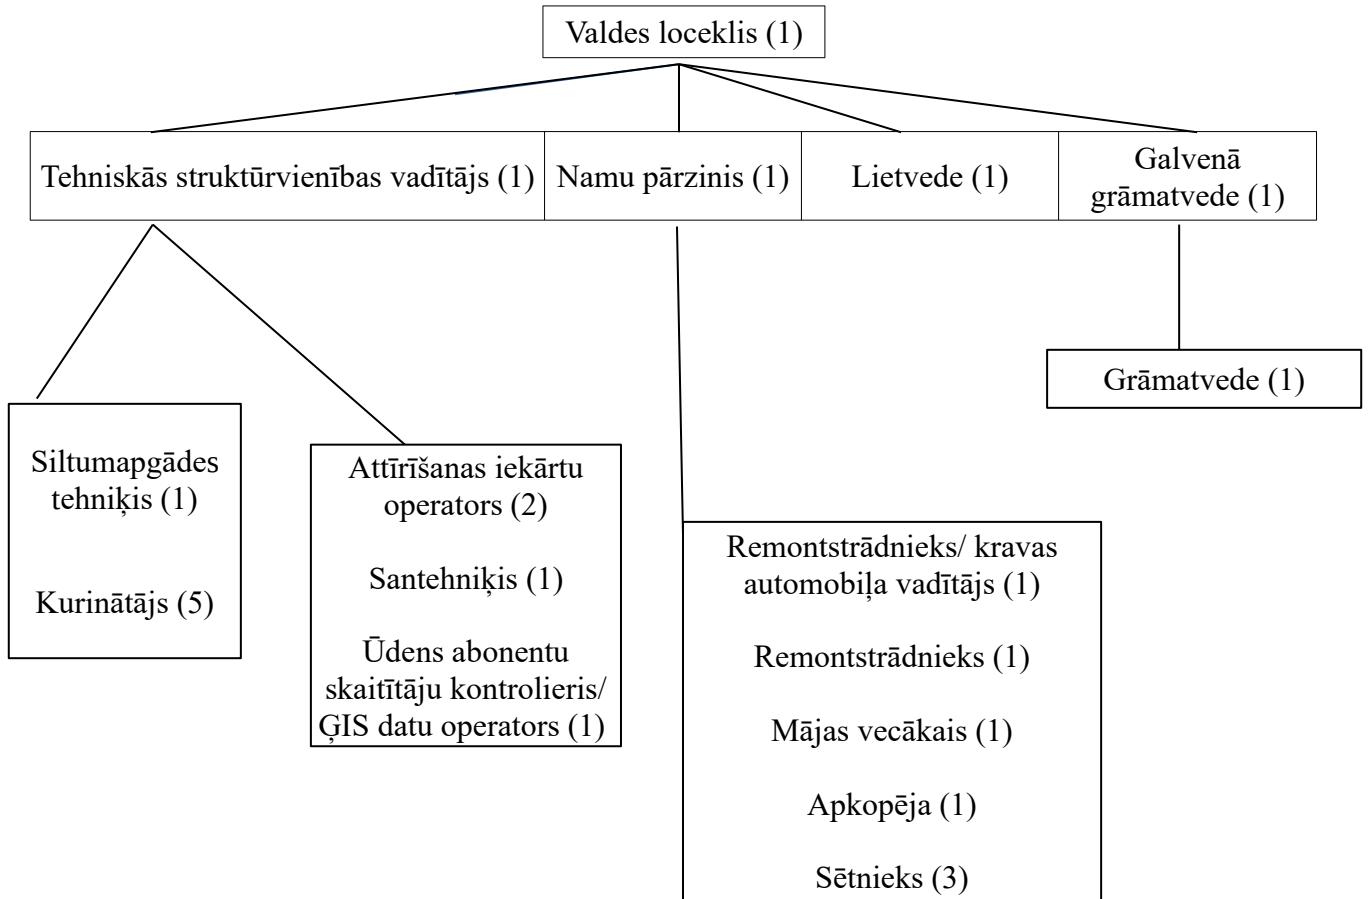 Valdes loceklis (1)
Tehniskās struktūrvienības vadītājs (1)
Namu pārzinis (1)
Lietvede (1)
Galvenā
grāmatvede (1)
Grāmatvede (1)
Siltumapgādes
tehniķis (1)
Kurinātājs (5)
Attīrīšanas iekārtu
operators (2)
Santehniķis (1)
Ūdens abonentu
skaitītāju kontrolieris/
ĢIS datu operators (1)
Remontstrādnieks/ kravas
automobiļa vadītājs (1)
Remontstrādnieks (1)
Mājas vecākais (1)
Apkopēja (1)
Sētnieks (3)